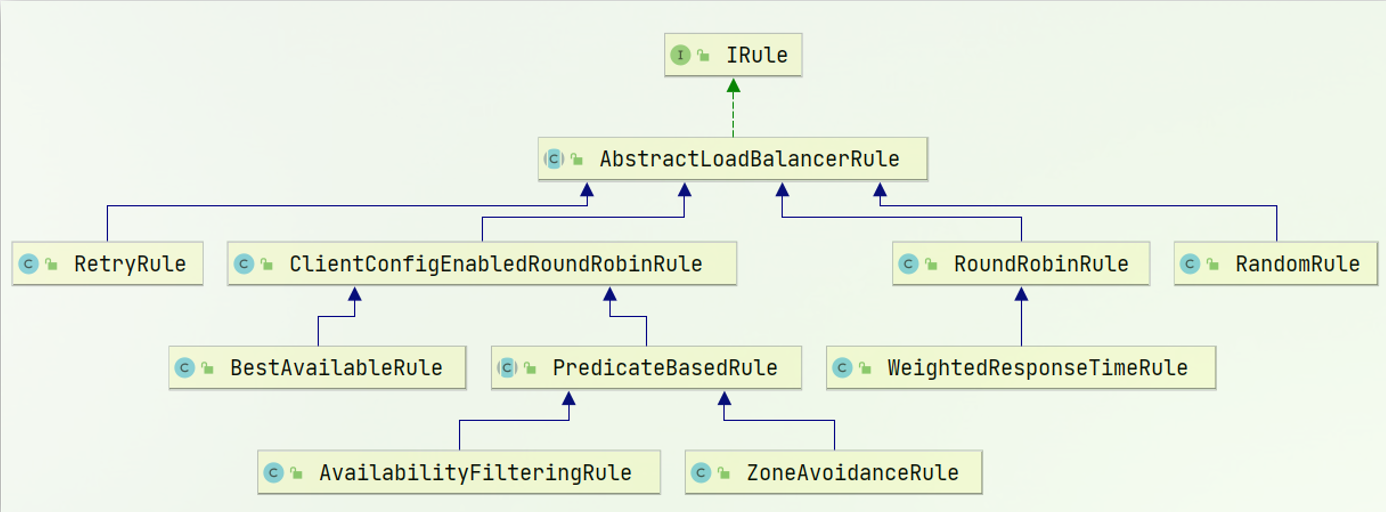 I IRule
C AbstractLoadBalancerRule
C RetryRule
C ClientConfigEnabledRoundRobinRule
C RoundRobinRule
C RandomRule
C BestAvailableRule
C PredicateBasedRule
C WeightedResponseTimeRule
C AvailabilityFilteringRule
C ZoneAvoidanceRule